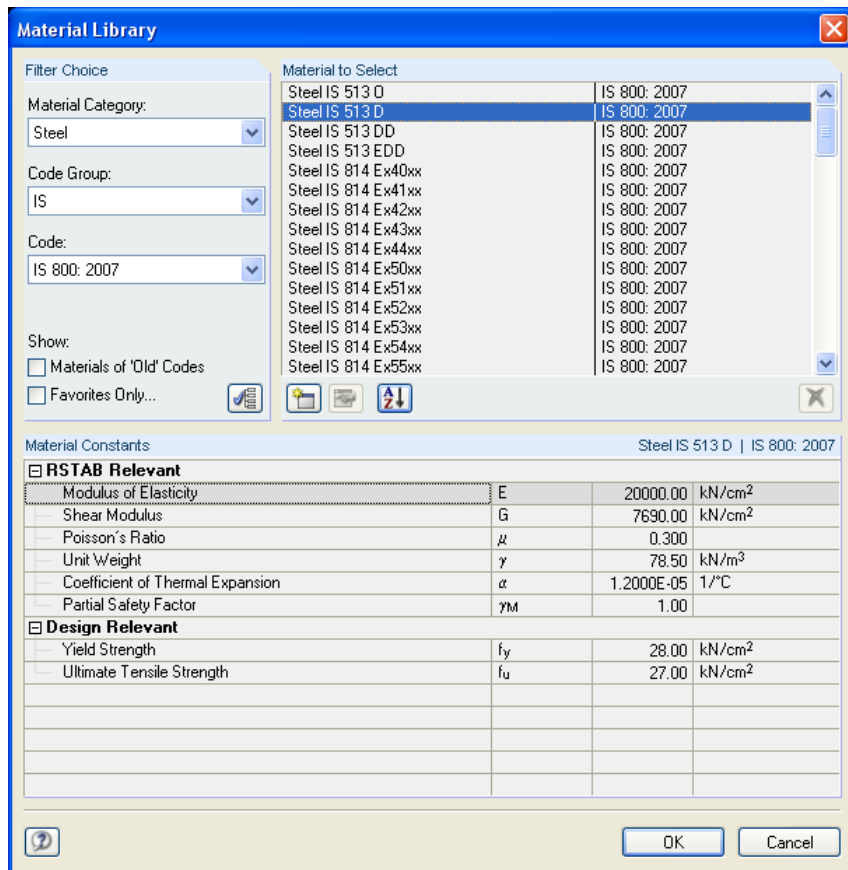 Material Library
Filter Choice
Material Category:
Steel
Code Group:
IS
Code:
IS 800: 2007
Show:
Materials of 'Old' Codes
Favorites Only...
Material to Select
Steel IS 513 O IS 800: 2007
Steel IS 513 D IS 800: 2007
Steel IS 513 DD IS 800: 2007
Steel IS 513 EDD IS 800: 2007
Steel IS 814 Ex40xx IS 800: 2007
Steel IS 814 Ex41xx IS 800: 2007
Steel IS 814 Ex42xx IS 800: 2007
Steel IS 814 Ex43xx IS 800: 2007
Steel IS 814 Ex44xx IS 800: 2007
Steel IS 814 Ex50xx IS 800: 2007
Steel IS 814 Ex51xx IS 800: 2007
Steel IS 814 Ex52xx IS 800: 2007
Steel IS 814 Ex53xx IS 800: 2007
Steel IS 814 Ex54xx IS 800: 2007
Steel IS 814 Ex55xx IS 800: 2007
A Z
Material Constants Steel IS 513 D | IS 800: 2007
RSTAB Relevant
Modulus of Elasticity E 20000.00 kN/cm²
Shear Modulus G 7690.00 kN/cm²
Poisson´s Ratio μ 0.300
Unit Weight γ 78.50 kN/m³
Coefficient of Thermal Expansion α 1.2000E-05 1/°C
Partial Safety Factor γM 1.00
Design Relevant
Yield Strength fy 28.00 kN/cm²
Ultimate Tensile Strength fu 27.00 kN/cm²
OK Cancel